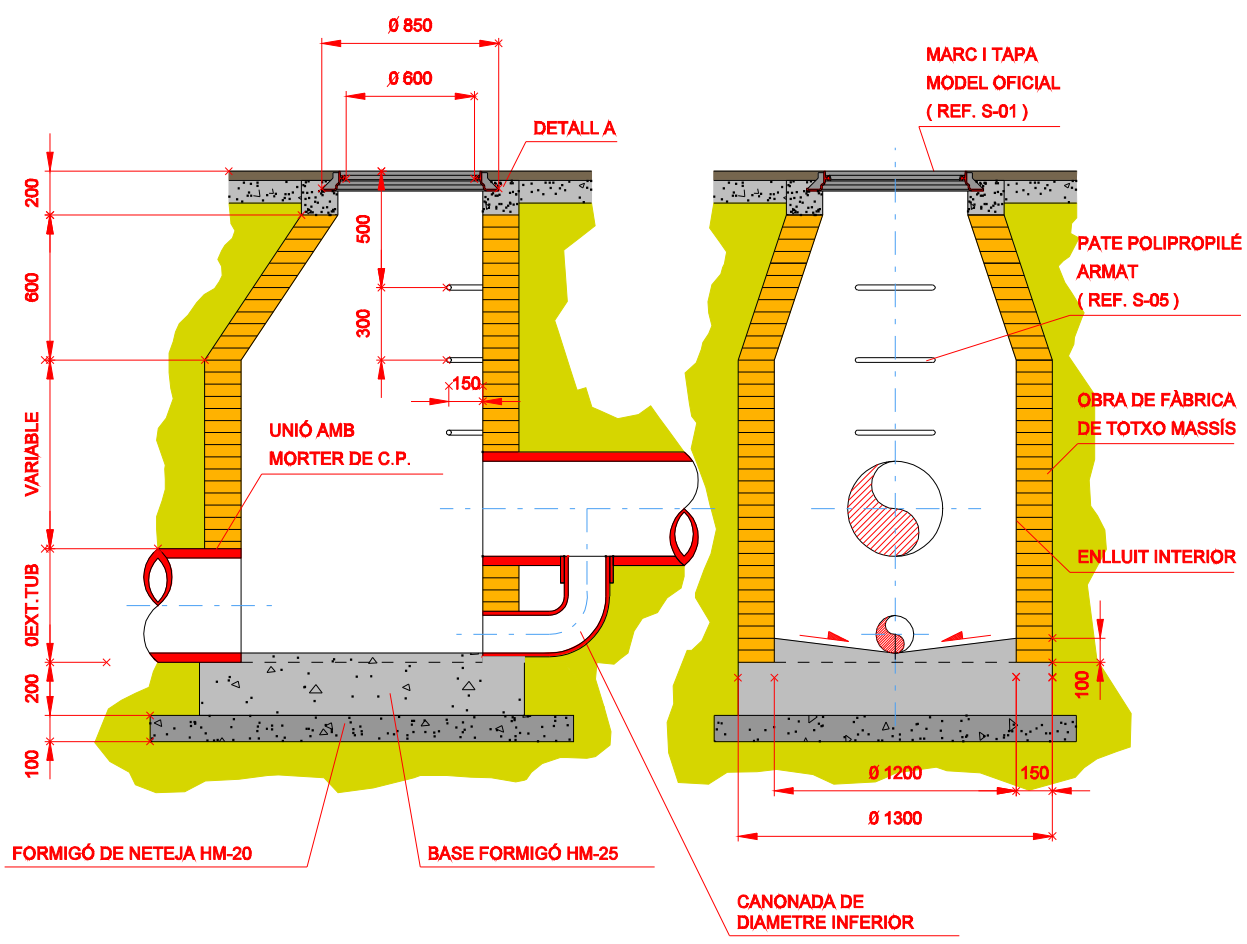 Ø 850
Ø 600
DETALL A
MARC I TAPA
MODEL OFICIAL
( REF. S-01 )
200
500
600
300
150
PATE POLIPROPILÉ
ARMAT
( REF. S-05 )
OBRA DE FÀBRICA
DE TOTXO MASSÍS
UNIÓ AMB
MORTER DE C.P.
VARIABLE
ENLLUIT INTERIOR
0EXT.TUB
200
100
100
Ø 1200
150
Ø 1300
FORMIGÓ DE NETEJA HM-20
BASE FORMIGÓ HM-25
CANONADA DE
DIAMETRE INFERIOR